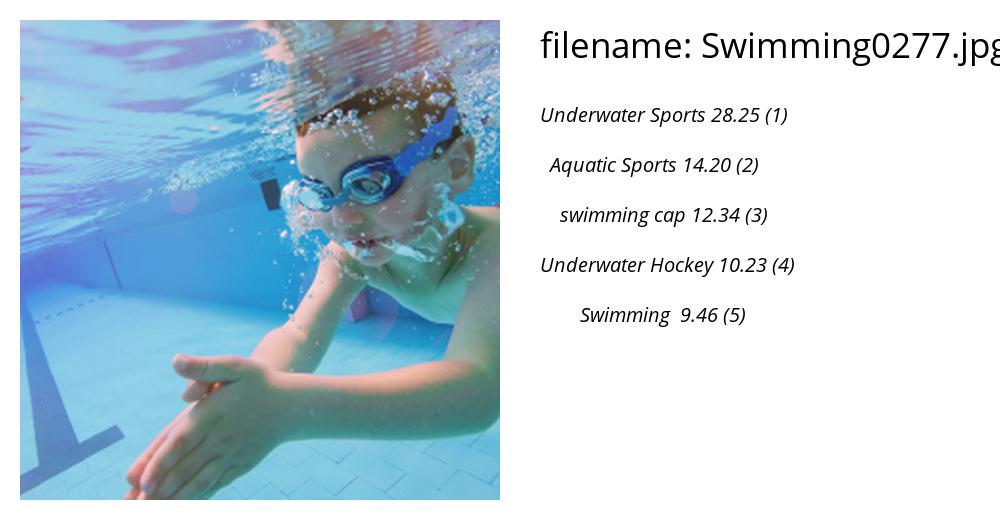 filename: Swimming0277.jpg
Underwater Sports 28.25 (1)
Aquatic Sports 14.20 (2)
swimming cap 12.34 (3)
Underwater Hockey 10.23 (4)
Swimming 9.46 (5)